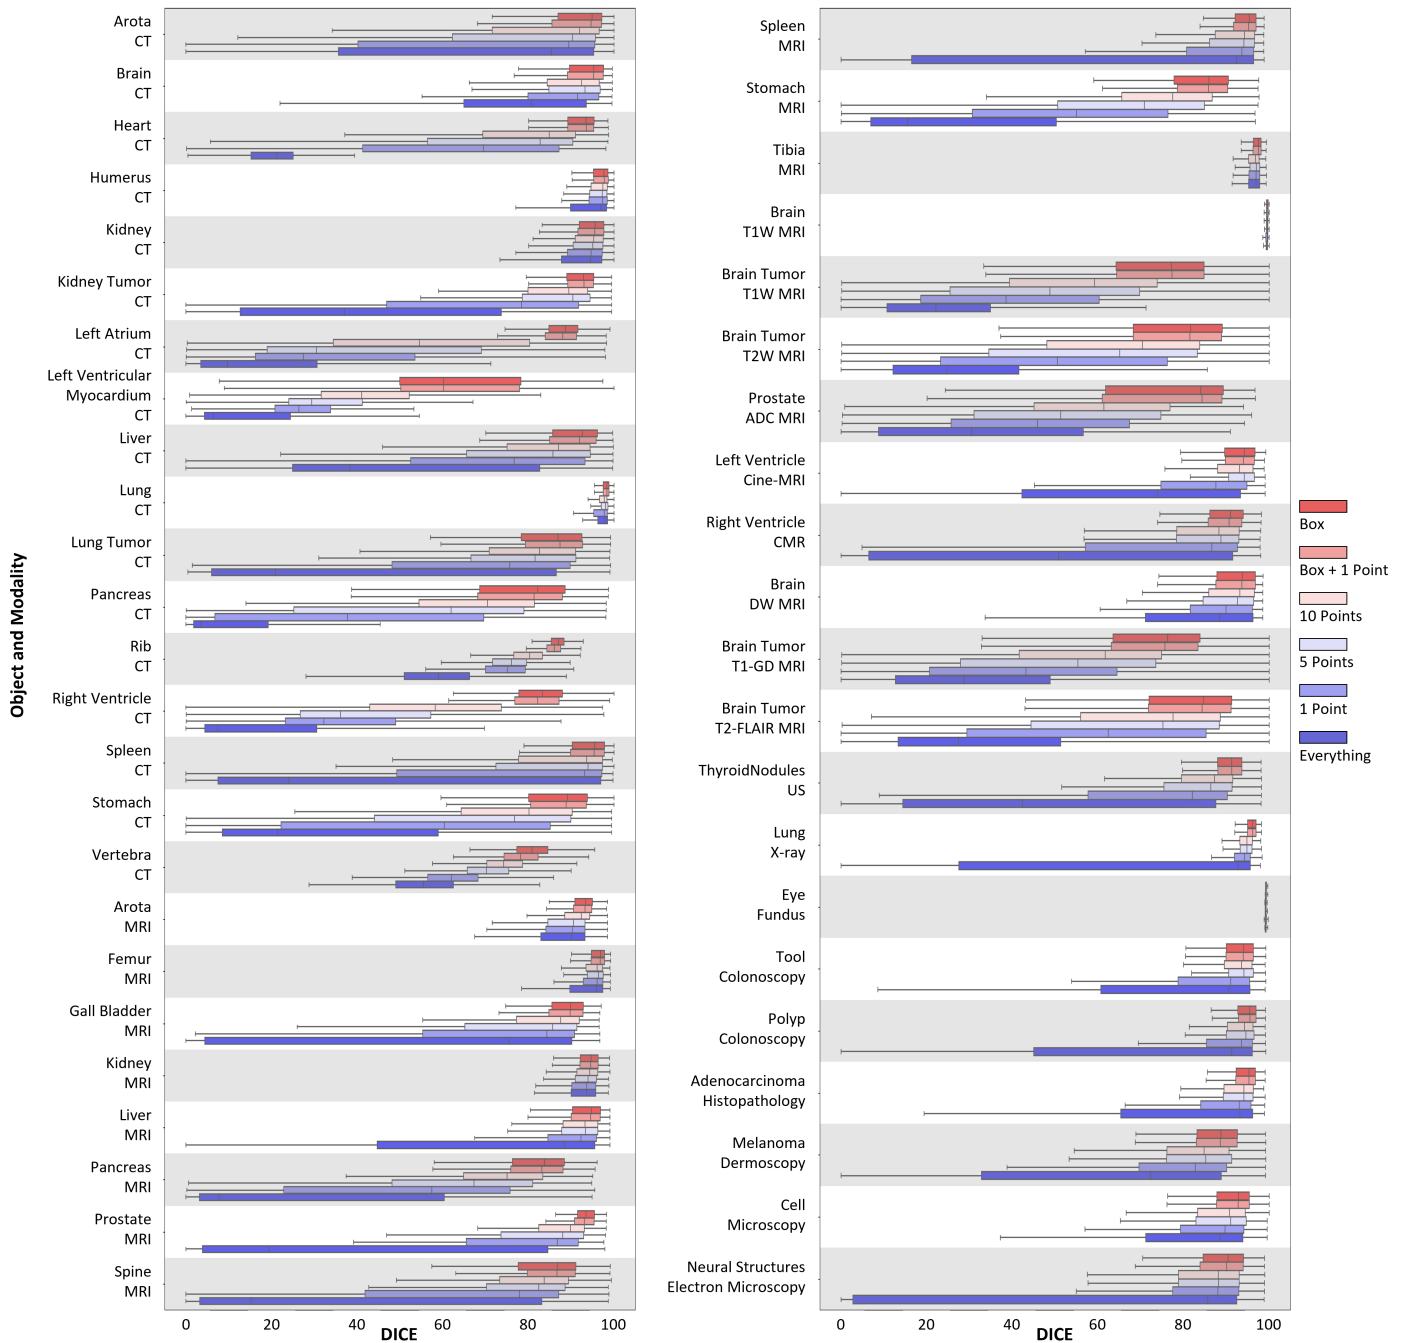 Object and Modality
Arota
CT
Brain
CT
Heart
CT
Humerus
CT
Kidney
CT
Kidney Tumor
CT
Left Atrium
CT
Left Ventricular
Myocardium
CT
Liver
CT
Lung
CT
Lung Tumor
CT
Pancreas
CT
Rib
CT
Right Ventricle
CT
Spleen
CT
Stomach
CT
Vertebra
CT
Arota
MRI
Femur
MRI
Gall Bladder
MRI
Kidney
MRI
Liver
MRI
Pancreas
MRI
Prostate
MRI
Spine
MRI
0 20 40 60 80 100
DICE
Spleen
MRI
Stomach
MRI
Tibia
MRI
Brain
T1W MRI
Brain Tumor
T1W MRI
Brain Tumor
T2W MRI
Prostate
ADC MRI
Left Ventricle
Cine-MRI
Right Ventricle
CMR
Brain
DW MRI
Brain Tumor
T1-GD MRI
Brain Tumor
T2-FLAIR MRI
ThyroidNodules
US
Lung
X-ray
Eye
Fundus
Tool
Colonoscopy
Polyp
Colonoscopy
Adenocarcinoma
Histopathology
Melanoma
Dermoscopy
Cell
Microscopy
Neural Structures
Electron Microscopy
0 20 40 60 80 100
DICE
Box
Box + 1 Point
10 Points
5 Points
1 Point
Everything